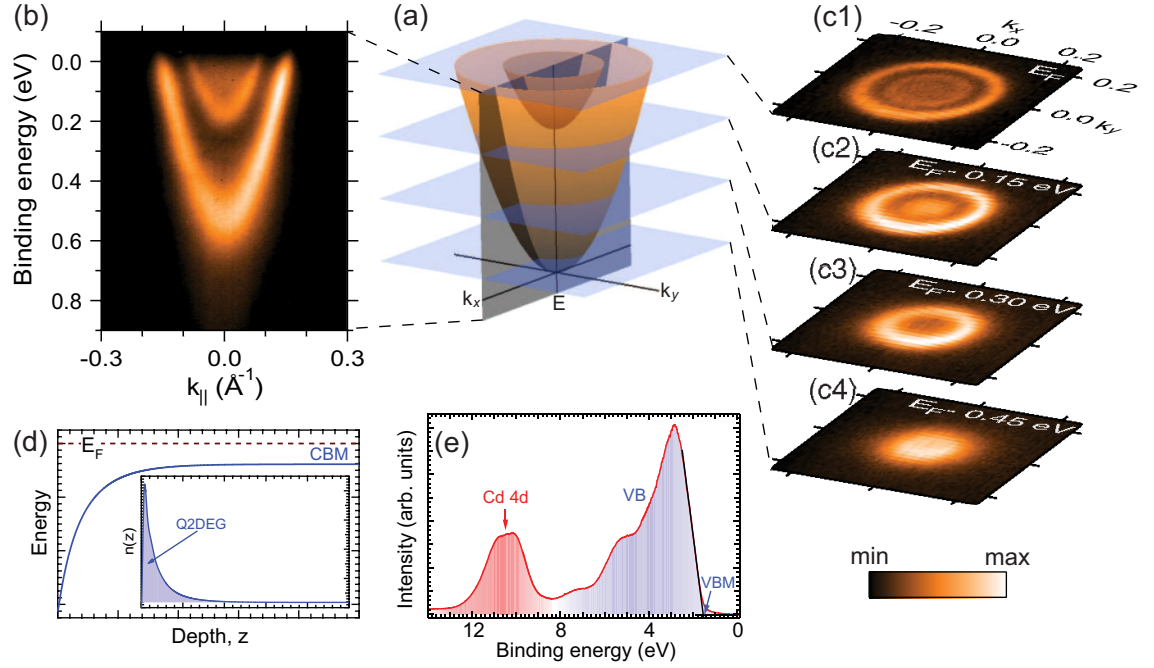 (b)
Binding energy (eV)
0.0
0.2
0.4
0.6
0.8
-0.3
0.0
0.3
k|| (Å-1)
(a)
kx
E
ky
(c1)
-0.2
kx
0.0
0.2
EF
0.2
0.0 ky
-0.2
(c2)
EF- 0.15 eV
(c3)
EF- 0.30 eV
(c4)
EF- 0.45 eV
min
max
(d)
EF
CBM
Energy
n(z)
Q2DEG
Depth, z
(e)
Intensity (arb. units)
Cd 4d
VB
VBM
12
8
4
0
Binding energy (eV)